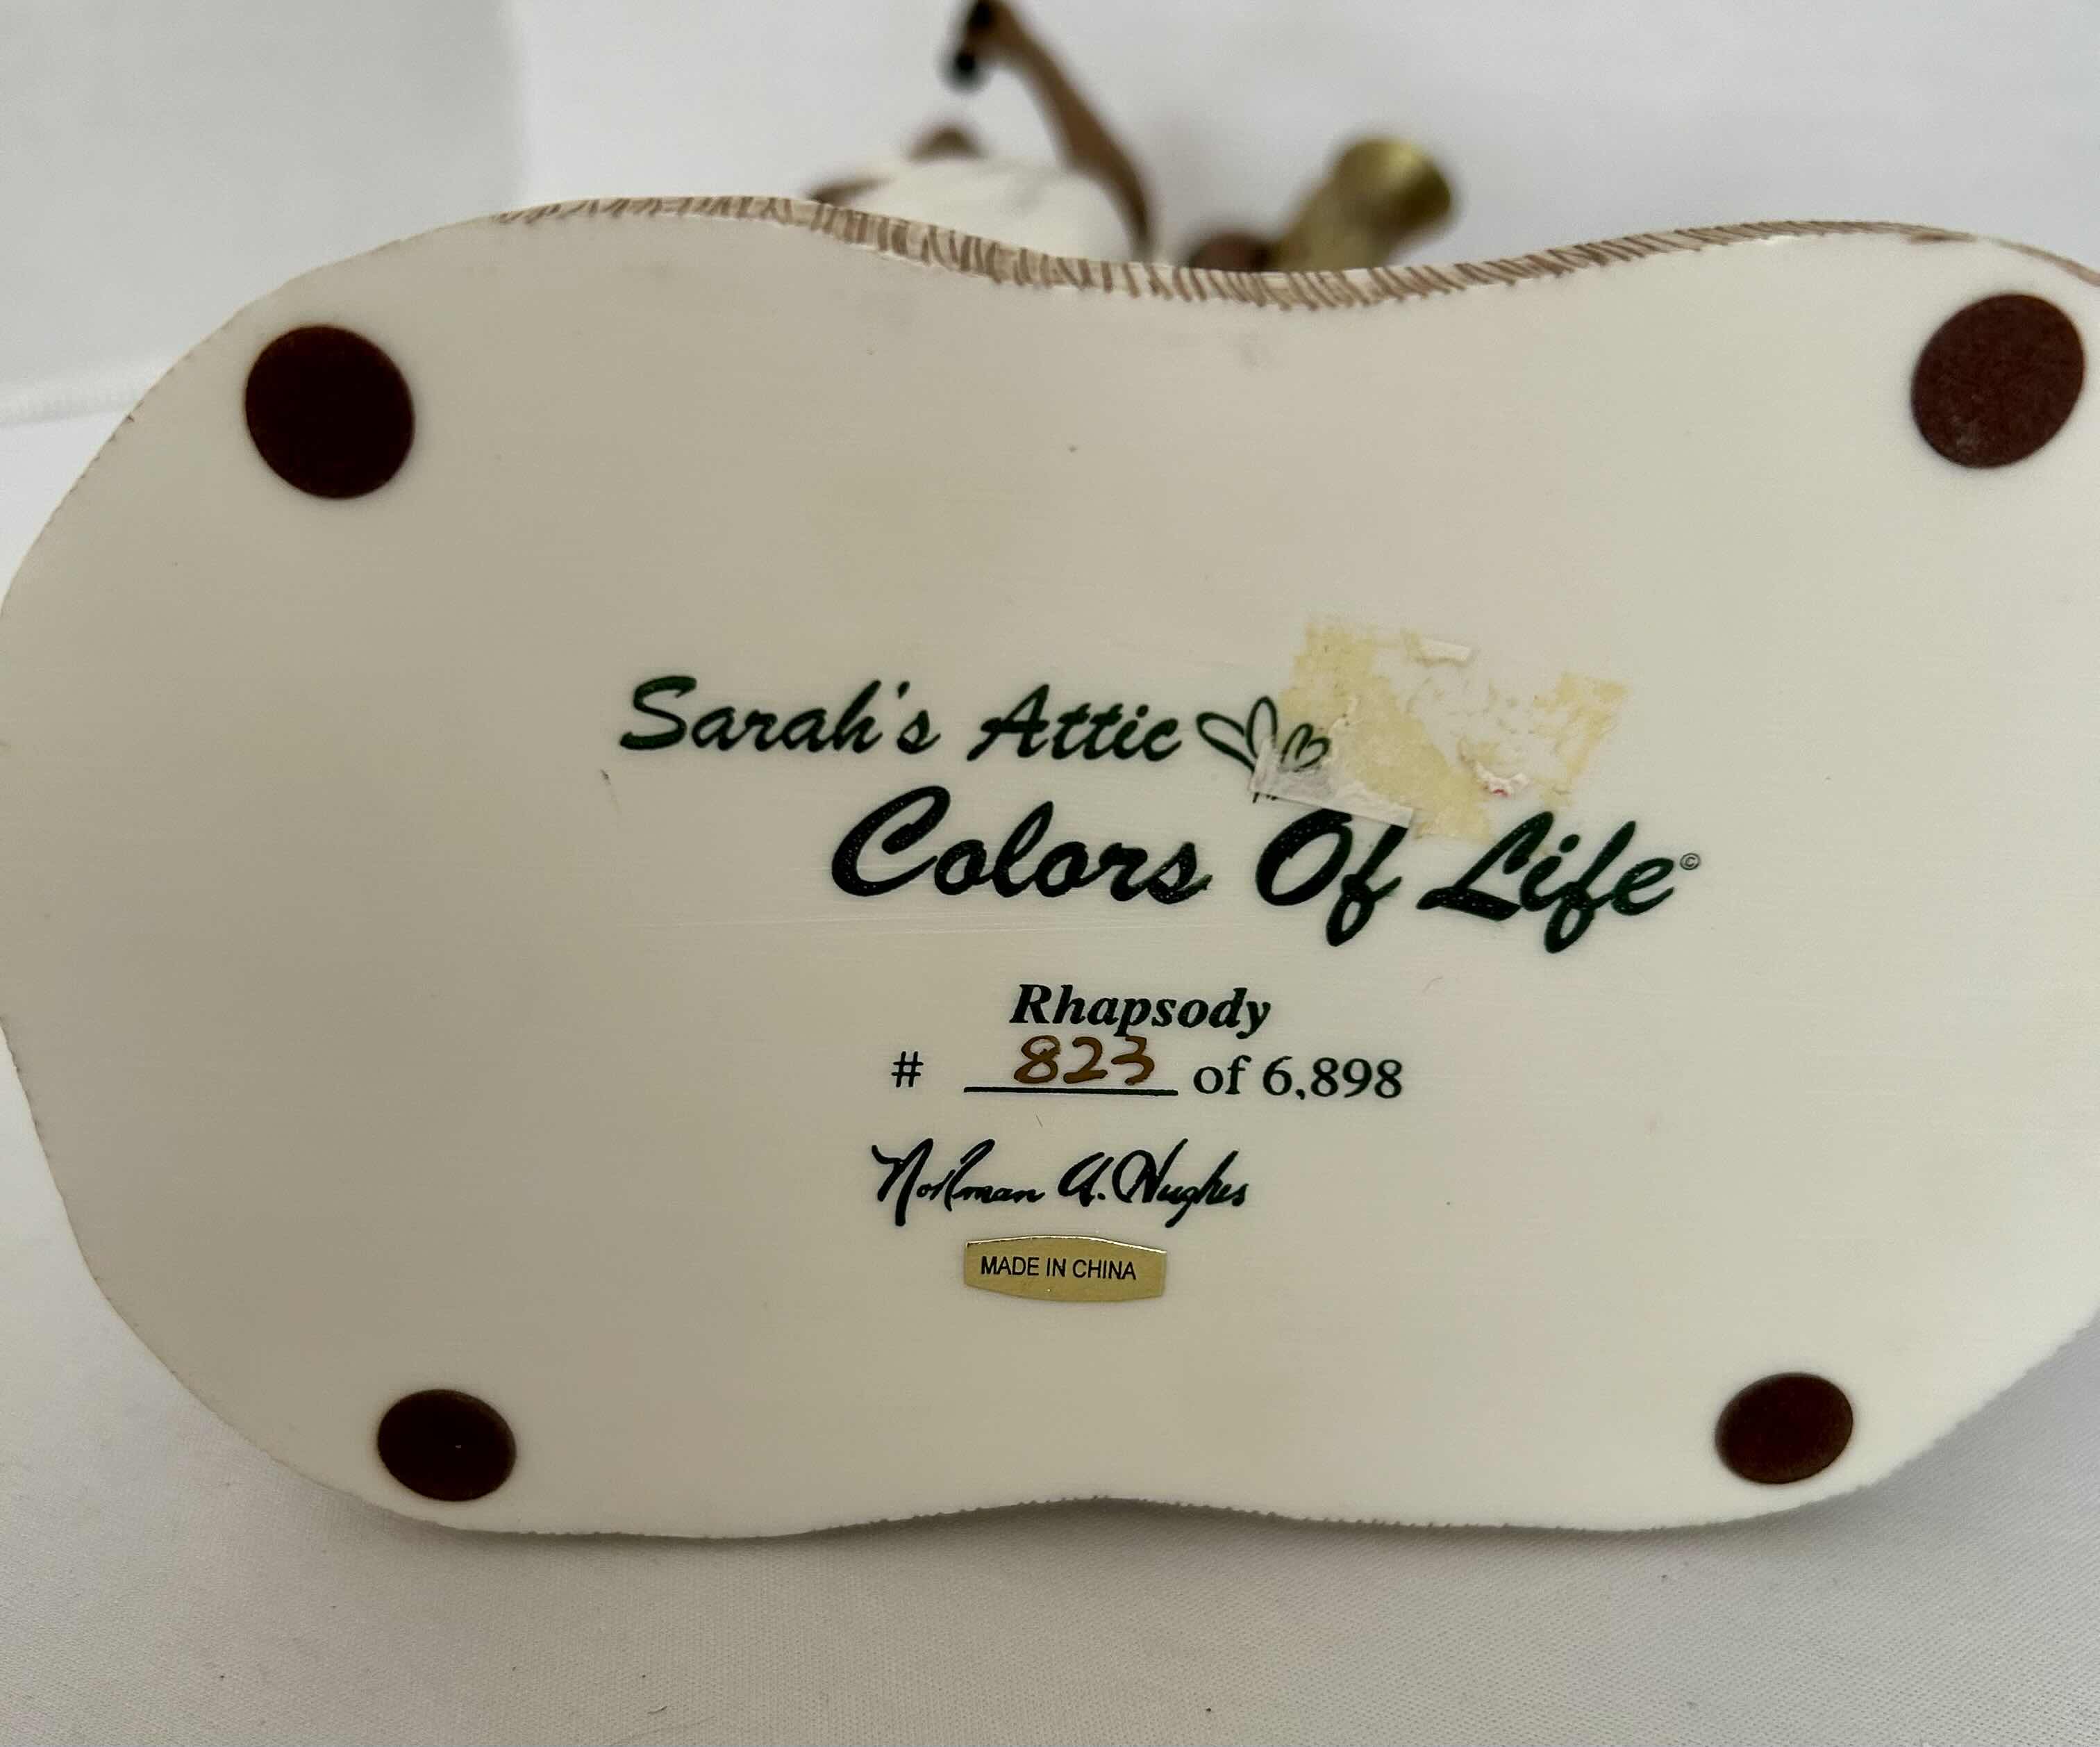 Sarah's Attic
Colors Of Life©
Rhapsody
# 823 of 6,898
Norman A. Hughes
MADE IN CHINA